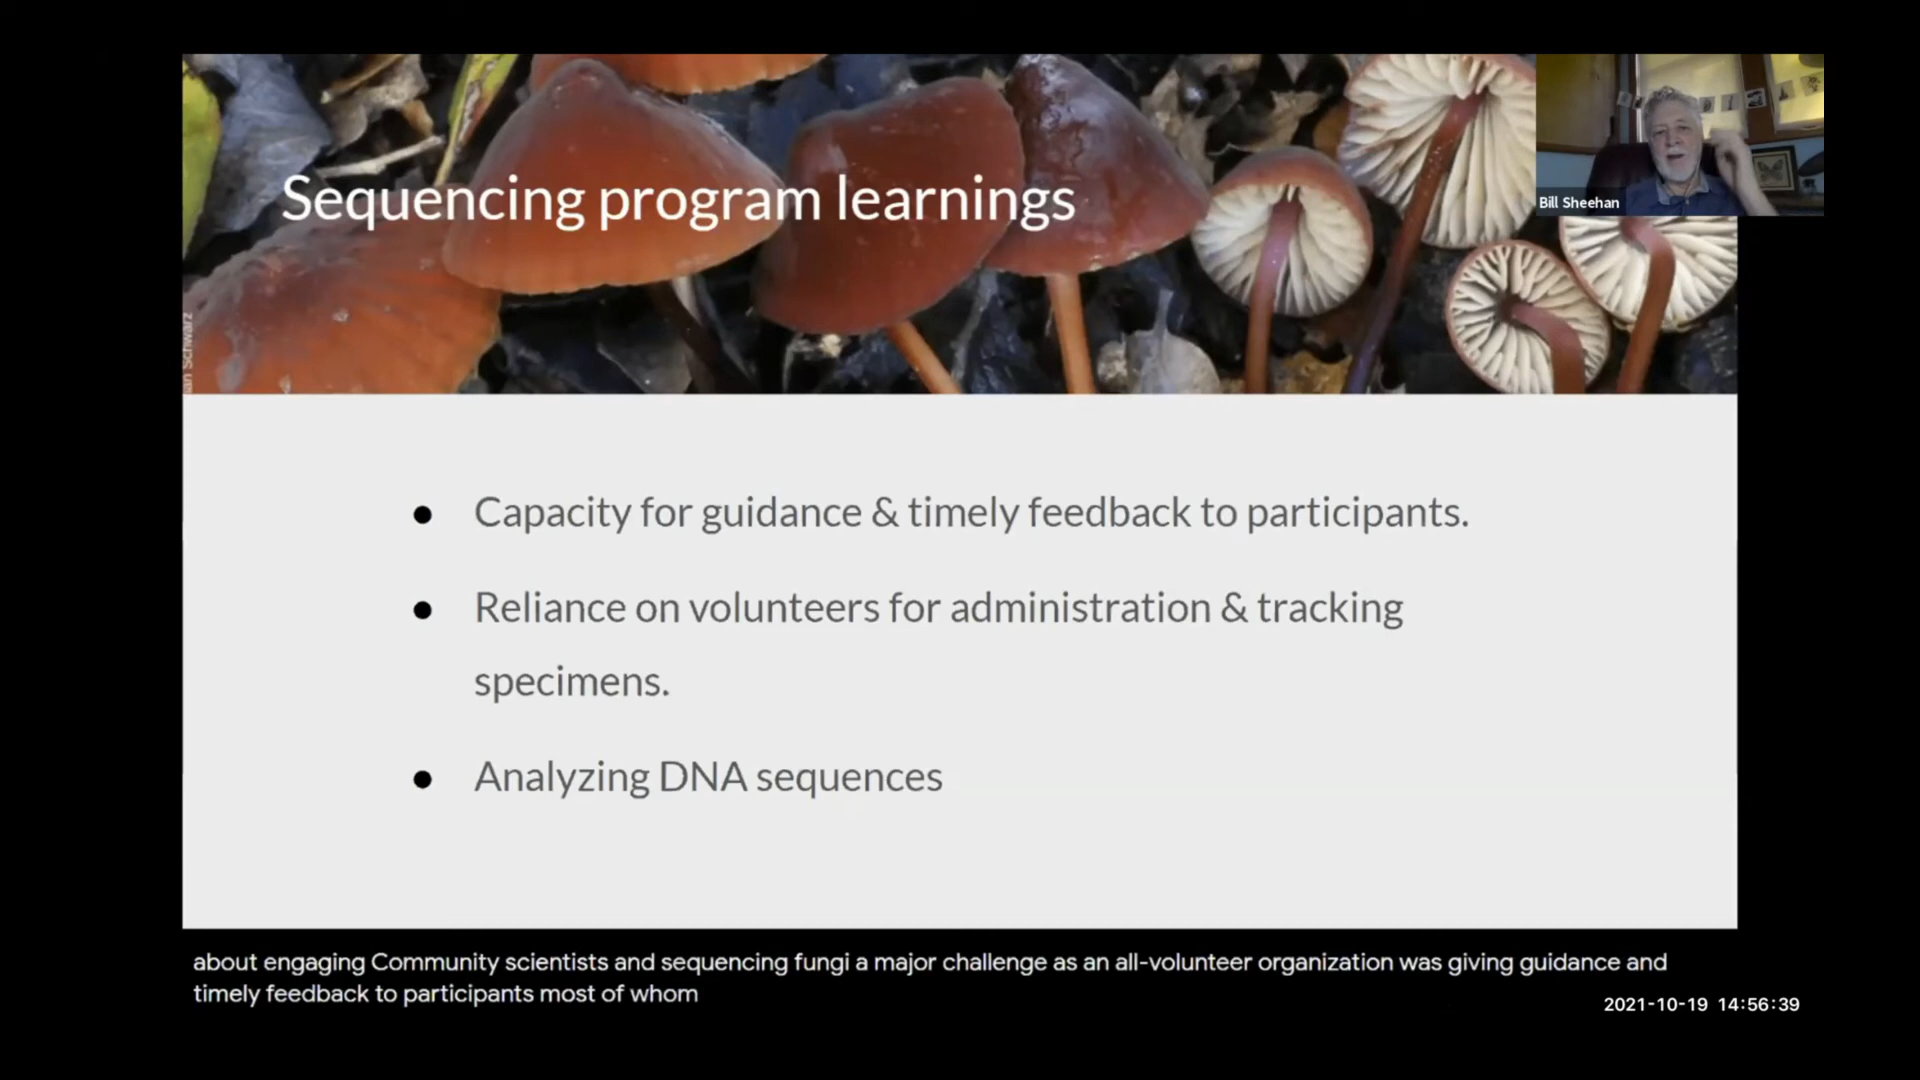 Sequencing program learnings
Bill Sheehan
Schwarz
● Capacity for guidance & timely feedback to participants.
● Reliance on volunteers for administration & tracking
specimens.
● Analyzing DNA sequences
about engaging Community scientists and sequencing fungi a major challenge as an all-volunteer organization was giving guidance and
timely feedback to participants most of whom
2021-10-19 14:56:39